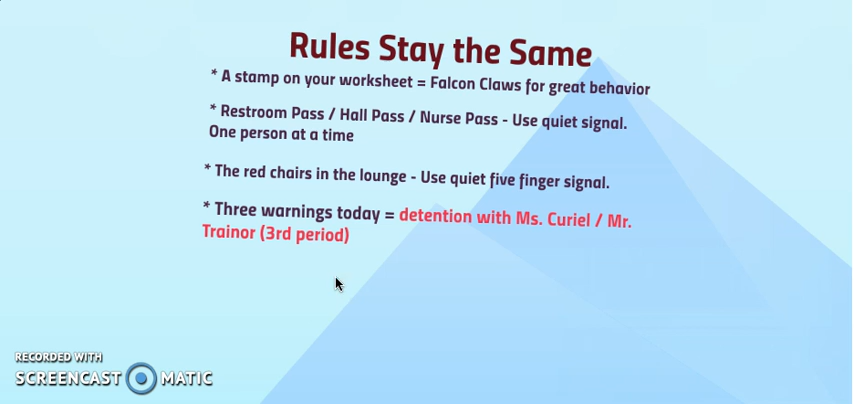 Rules Stay the Same
* A stamp on your worksheet = Falcon Claws for great behavior
* Restroom Pass / Hall Pass / Nurse Pass - Use quiet signal.
One person at a time
* The red chairs in the lounge - Use quiet five finger signal.
* Three warnings today = detention with Ms. Curiel / Mr.
Trainor (3rd period)
RECORDED WITH
SCREENCAST MATIC